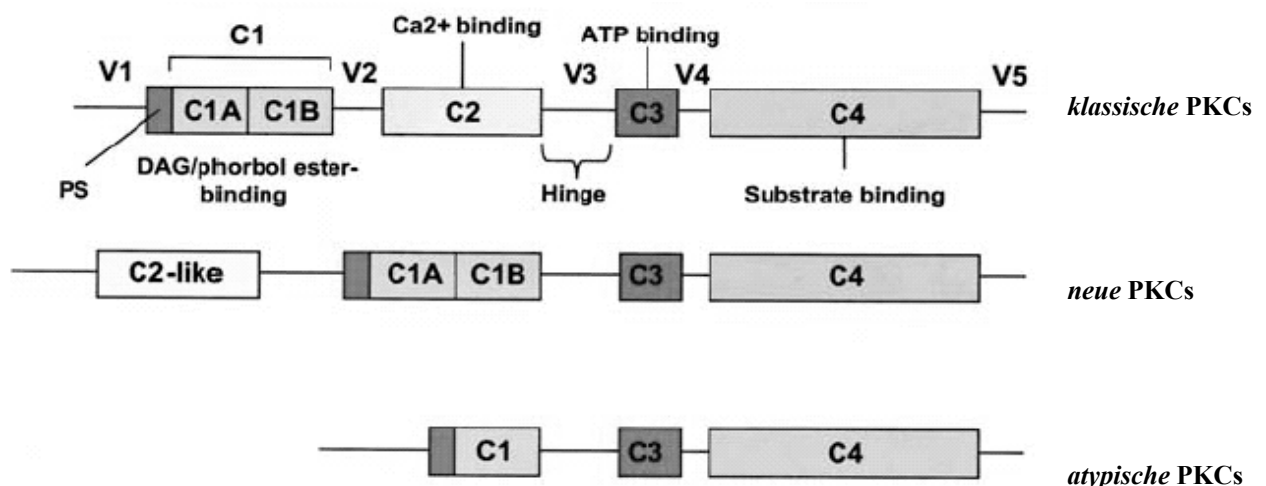 Ca2+ binding
C1
ATP binding
V1
V2
V3
V4
V5
C1A
C1B
C2
C3
C4
klassische PKCs
PS
DAG/phorbol ester-
binding
Hinge
Substrate binding
C2-like
C1A
C1B
C3
C4
neue PKCs
C1
C3
C4
atypische PKCs